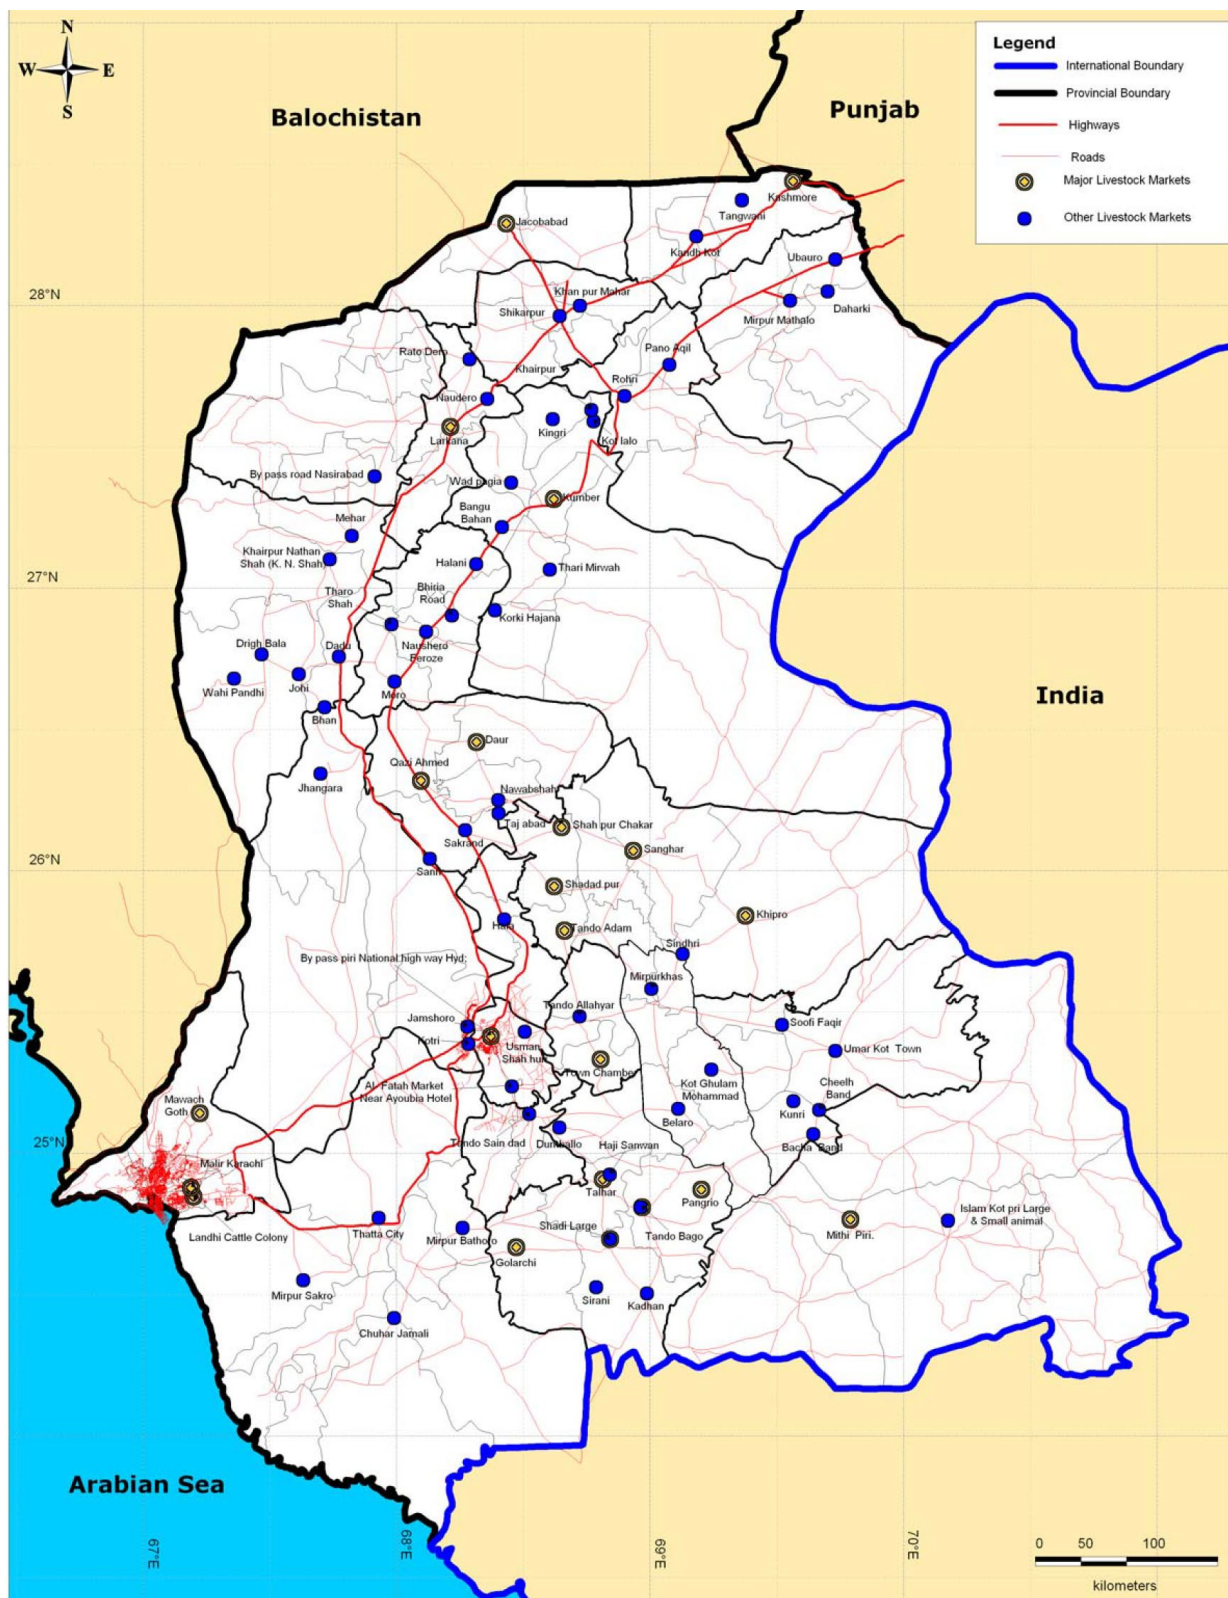 N
W
E
S
Balochistan
Punjab
Legend
International Boundary
Provincial Boundary
Highways
Roads
Major Livestock Markets
Other Livestock Markets
Kashmore
Tangwani
Jacobabad
Kandh Kot
Ubauro
28°N
Khan pur Mahar
Shikarpur
Daharki
Mirpur Mathalo
Rato Dero
Pano Aqil
Khairpur
Rohri
Naudero
Larkana
Kingri
Kot lalo
By pass road Nasirabad
Wad pagia
Kumber
Bangu
Bahan
Mehar
Khairpur Nathan
Shah (K. N. Shah)
Halani
Thari Mirwah
27°N
Tharo
Shah
Bhiria
Road
Korki Hajana
Drigh Bala
Dadu
Naushero
Feroze
Wahi Pandhi
Johi
Moro
India
Bhan
Daur
Qazi Ahmed
Jhangara
Nawabshah
Taj abad
Shah pur Chakar
Sakrand
Sanghar
26°N
Sann
Shadad pur
Khipro
Hala
Tando Adam
Sindhri
By pass piri National high way Hyd:
Mirpurkhas
Tando Allahyar
Jamshoro
Soofi Faqir
Kotri
Usman
Shah huri
Umar Kot Town
Town Chamber
Al- Fatah Market
Near Ayoubia Hotel
Kot Ghulam
Mohammad
Cheelh
Band
Mawach
Goth
Kunri
Belaro
25°N
Tando Sain dad
Dumballo
Haji Sanwan
Bacha Band
Malir Karachi
Talhar
Pangrio
Islam Kot pri Large
& Small animal
Landhi Cattle Colony
Thatta City
Mirpur Bathoro
Shadi Large
Tando Bago
Mithi Piri.
Golarchi
Mirpur Sakro
Sirani
Kadhan
Chuhar Jamali
Arabian Sea
67°E
68°E
69°E
70°E
0 50 100
kilometers